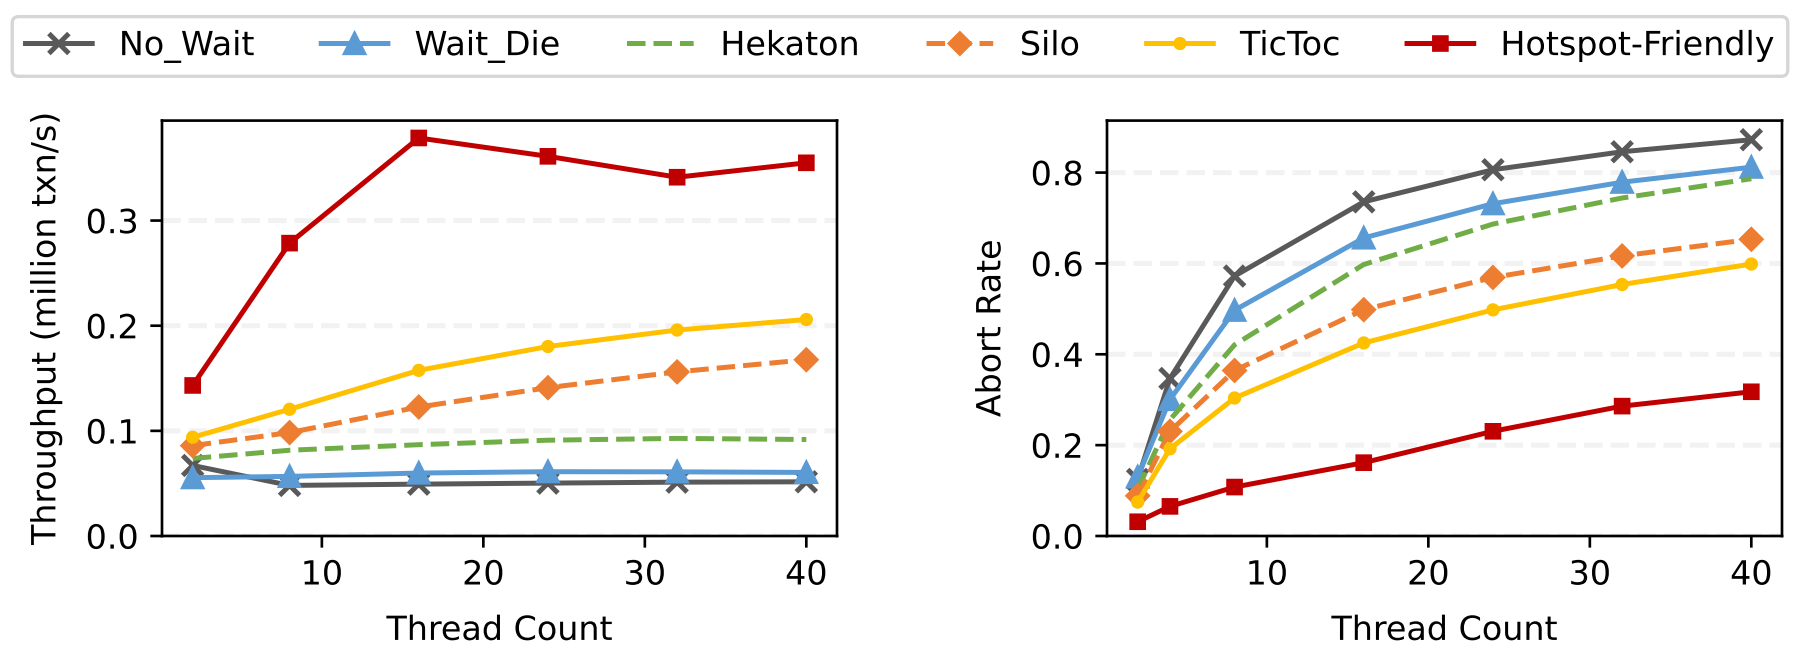 No_Wait Wait_Die Hekaton Silo TicToc Hotspot-Friendly
Throughput (million txn/s)
0.3
0.2
0.1
0.0
10 20 30 40
Thread Count
Abort Rate
0.8
0.6
0.4
0.2
0.0
10 20 30 40
Thread Count